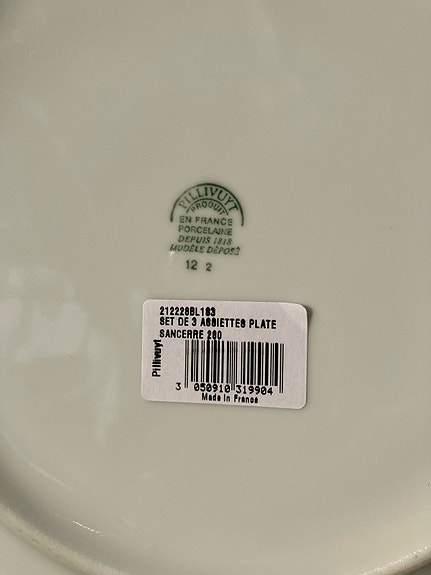 PILLIVUYT
PRODUIT
EN FRANCE
PORCELAINE
DEPUIS 1818
MODÈLE DÉPOSÉ
12 2
212228BL1S3
SET DE 3 ASSIETTES PLATE
SANCERRE 280
Pillivuyt
3 050910 319904
Made in France